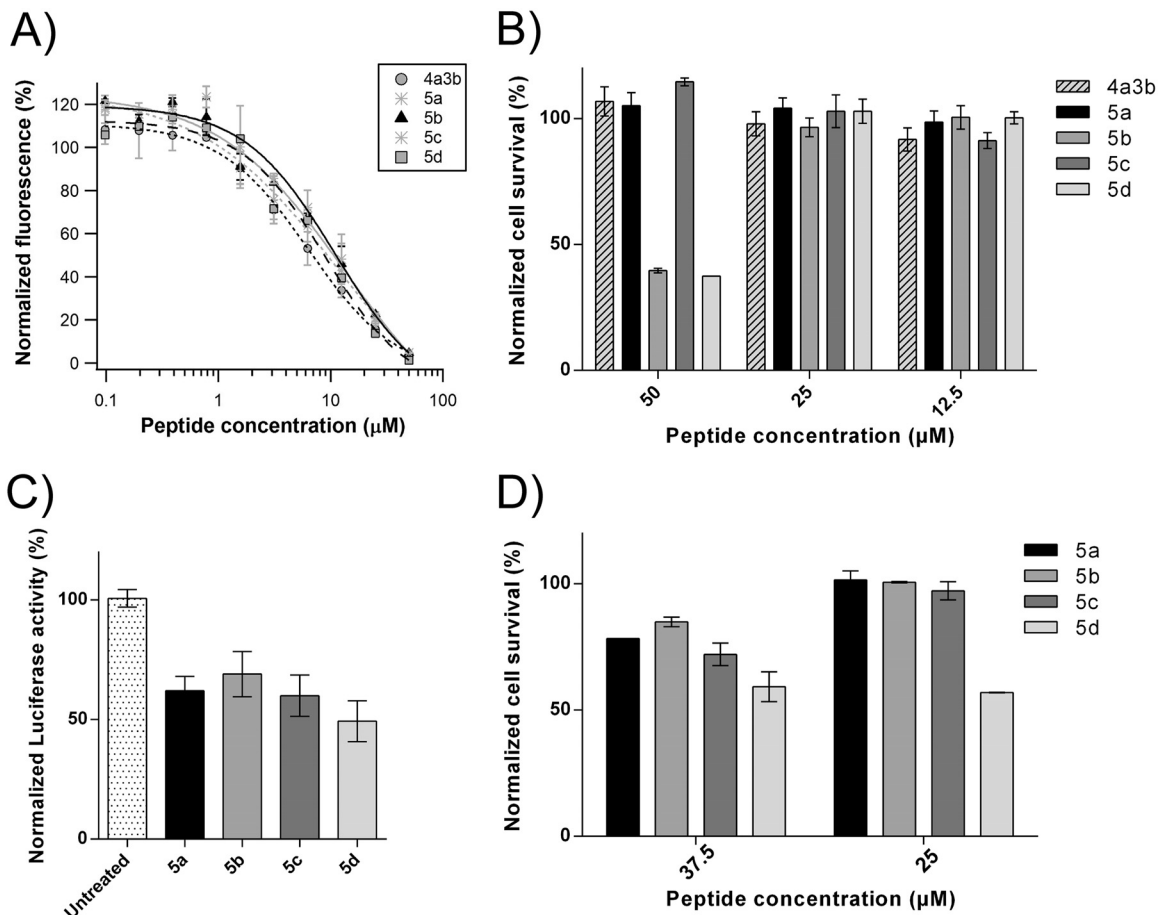 A)
Normalized fluorescence (%)
120
100
80
60
40
20
0
0.1 1 10 100
Peptide concentration (μM)
4a3b
5a
5b
5c
5d
B)
Normalized cell survival (%)
100
50
0
50 25 12.5
Peptide concentration (μM)
4a3b
5a
5b
5c
5d
C)
Normalized Luciferase activity (%)
100
50
0
Untreated 5a 5b 5c 5d
D)
Normalized cell survival (%)
100
50
0
37.5 25
Peptide concentration (μM)
5a
5b
5c
5d